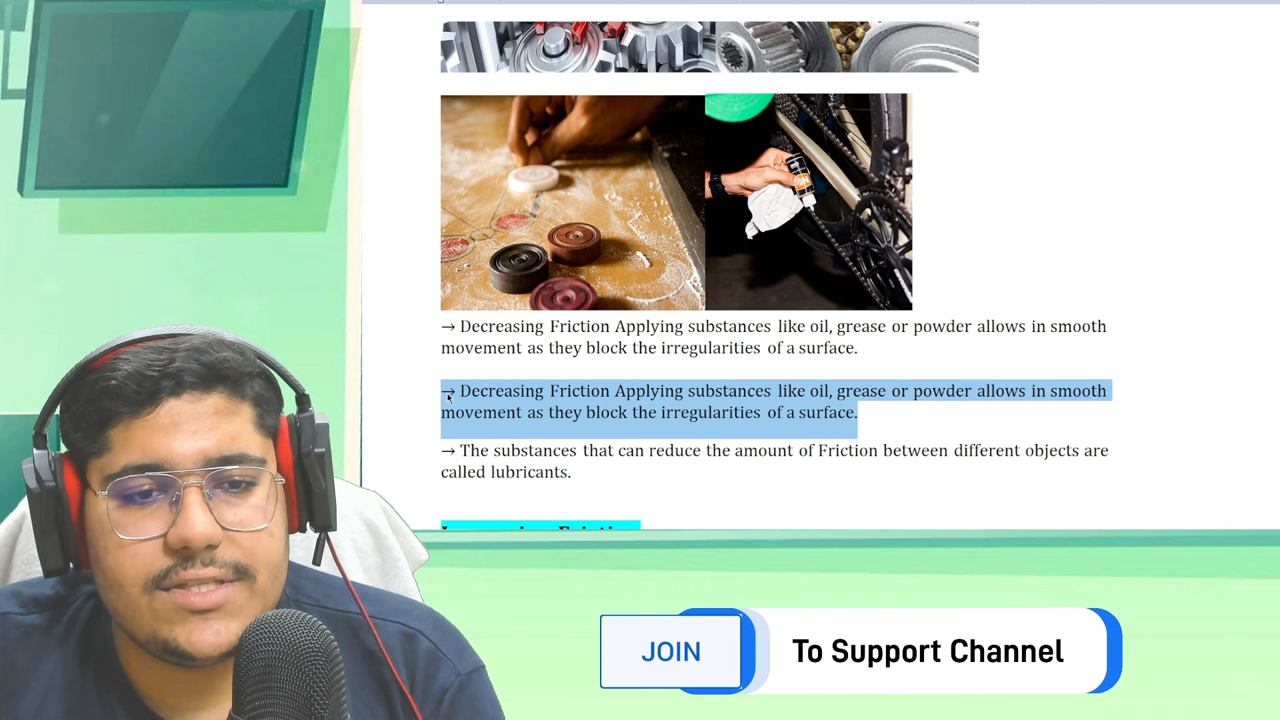 → Decreasing Friction Applying substances like oil, grease or powder allows in smooth
movement as they block the irregularities of a surface.
→ Decreasing Friction Applying substances like oil, grease or powder allows in smooth
movement as they block the irregularities of a surface.
→ The substances that can reduce the amount of Friction between different objects are
called lubricants.
JOIN
To Support Channel